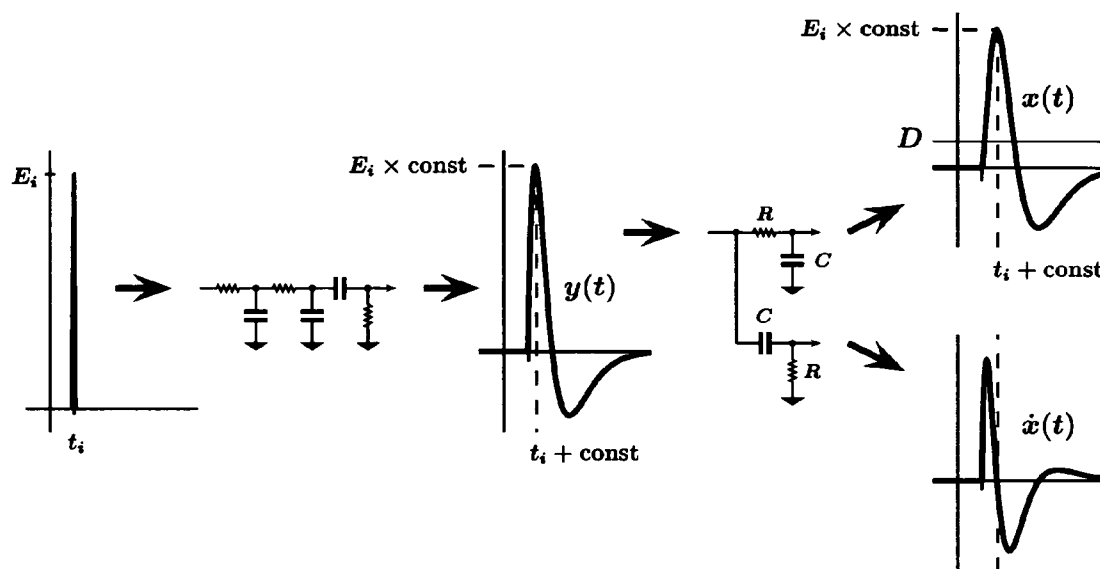 E_i
t_i
E_i × const
y(t)
t_i + const
R
C
C
R
E_i × const
x(t)
D
t_i + const
ẋ(t)